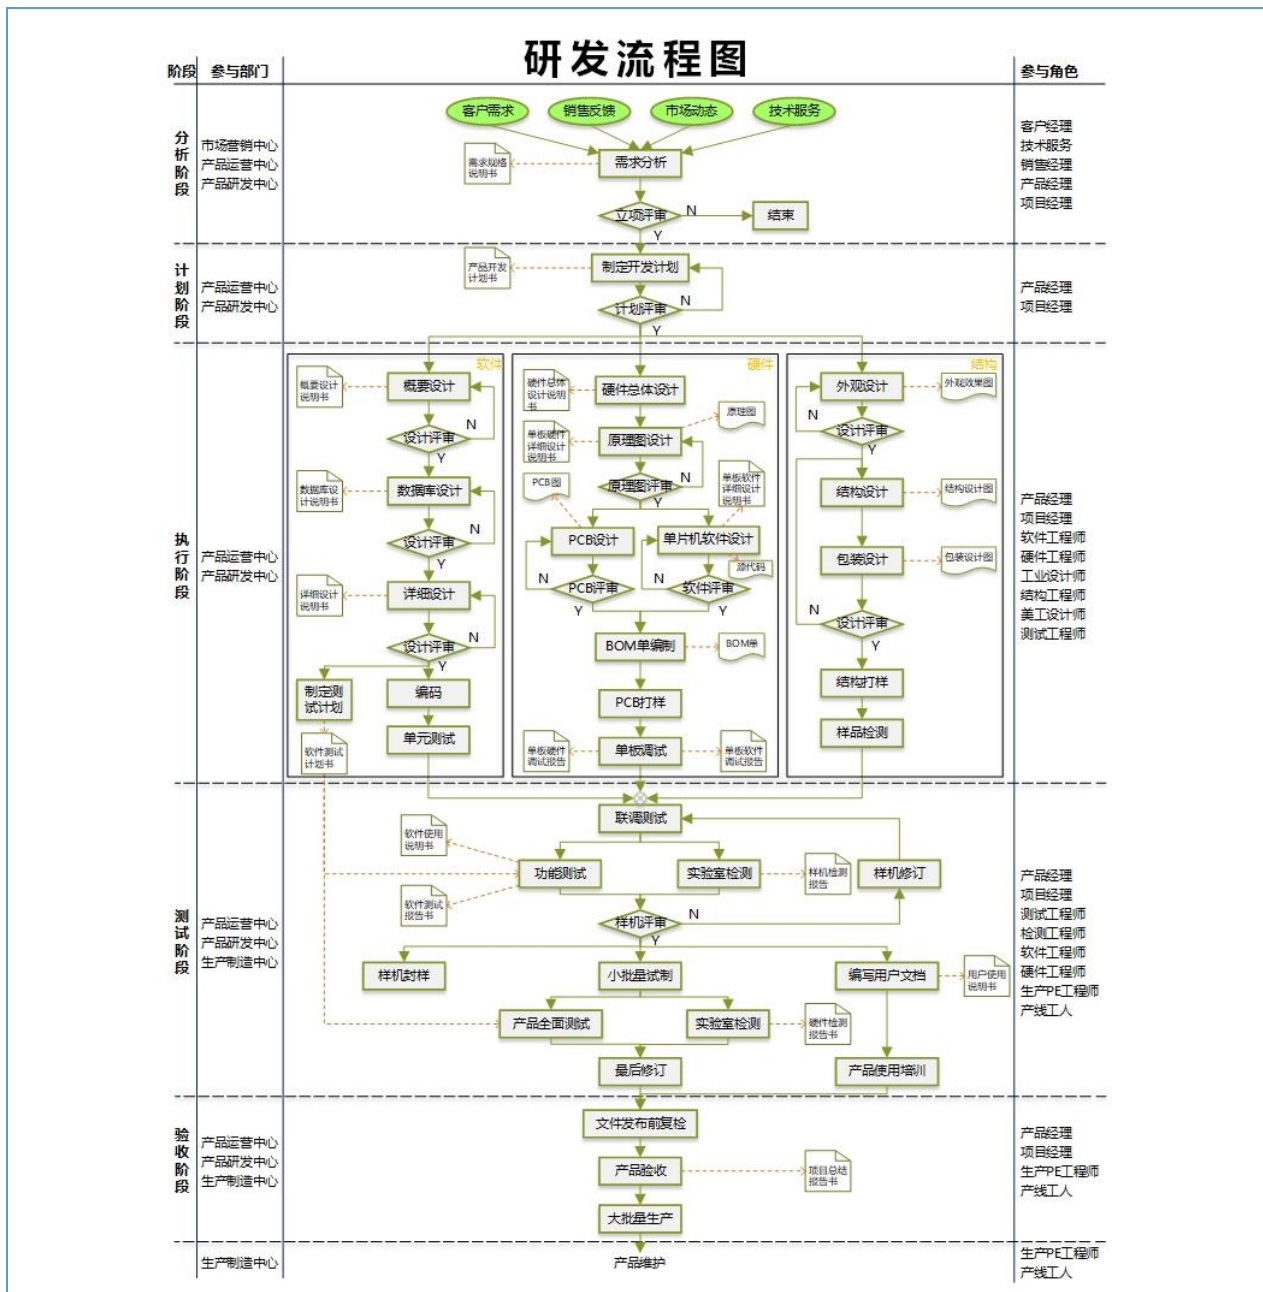 研发流程图
阶段
参与部门
参与角色
分析阶段
市场营销中心
产品运营中心
产品研发中心
客户需求
销售反馈
市场动态
技术服务
需求规格
说明书
需求分析
立项评审
N
结束
Y
客户经理
技术服务
销售经理
产品经理
项目经理
计划阶段
产品运营中心
产品研发中心
产品开发
计划书
制定开发计划
计划评审
N
Y
产品经理
项目经理
执行阶段
产品运营中心
产品研发中心
软件
概要设计
说明书
概要设计
N
设计评审
Y
数据库设
计说明书
数据库设计
N
设计评审
Y
详细设计
说明书
详细设计
N
设计评审
Y
制定测
试计划
编码
单元测试
软件测试
计划书
硬件
硬件总体
设计说明
书
硬件总体设计
原理图
单板硬件
详细设计
说明书
原理图设计
N
原理图评审
Y
PCB图
单板软件
详细设计
说明书
PCB设计
单片机软件设计
源代码
N
PCB评审
Y
N
软件评审
Y
BOM单编制
BOM单
PCB打样
单板硬件
调试报告
单板调试
单板软件
调试报告
结构
外观设计
外观效果图
N
设计评审
Y
结构设计
结构设计图
包装设计
包装设计图
N
设计评审
Y
结构打样
样品检测
产品经理
项目经理
软件工程师
硬件工程师
工业设计师
结构工程师
美工设计师
测试工程师
测试阶段
产品运营中心
产品研发中心
生产制造中心
联调测试
软件使用
说明书
功能测试
实验室检测
样机检测
报告
样机修订
软件测试
报告书
样机评审
N
Y
样机封样
小批量试制
编写用户文档
用户使用
说明书
产品全面测试
实验室检测
硬件检测
报告书
最后修订
产品使用培训
产品经理
项目经理
测试工程师
检测工程师
软件工程师
硬件工程师
生产PE工程师
产线工人
验收阶段
产品运营中心
产品研发中心
生产制造中心
文件发布前复检
产品验收
项目总结
报告书
大批量生产
产品经理
项目经理
生产PE工程师
产线工人
生产制造中心
产品维护
生产PE工程师
产线工人